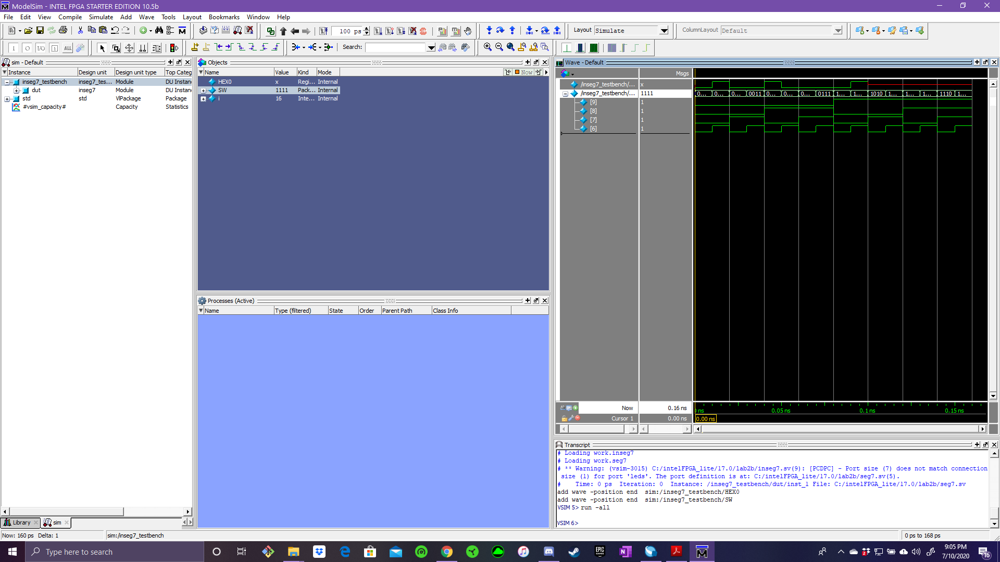 ModelSim - INTEL FPGA STARTER EDITION 10.5b
File Edit View Compile Simulate Add Wave Tools Layout Bookmarks Window Help
100 ps
Layout Simulate
ColumnLayout Default
Search:
sim - Default
Instance Design unit Design unit type Top Categ
inseg7_testbench inseg7_tes... Module DU Instan
dut inseg7 Module DU Instan
std std VlPackage Package
#vsim_capacity# Capacity Statistics
Library sim
Objects
Name Value Kind Mode Now
HEX0 x Regi... Internal
SW 1111 Pack... Internal
i 16 Inte... Internal
Processes (Active)
Name Type (filtered) State Order Parent Path Class Info
Wave - Default
Msgs
/inseg7_testbench/... x
/inseg7_testbench/... 1111 0... 0... 0... 0011 0... 0... 0... 0111 1... 1... 1010 1... 1... 1... 1110 1...
[9] 1
[8] 1
[7] 1
[6] 1
Now 0.16 ns ns 0.05 ns 0.1 ns 0.15 ns
Cursor 1 0.00 ns 0.00 ns
Transcript
# Loading work.inseg7
# Loading work.seg7
# ** Warning: (vsim-3015) C:/intelFPGA_lite/17.0/lab2b/inseg7.sv(9): [PCDPC] - Port size (7) does not match connection
size (1) for port 'leds'. The port definition is at: C:/intelFPGA_lite/17.0/lab2b/seg7.sv(5).
# Time: 0 ps Iteration: 0 Instance: /inseg7_testbench/dut/inst_1 File: C:/intelFPGA_lite/17.0/lab2b/seg7.sv
add wave -position end sim:/inseg7_testbench/HEX0
add wave -position end sim:/inseg7_testbench/SW
VSIM 5> run -all
VSIM 6>
Now: 160 ps Delta: 1 sim:/inseg7_testbench 0 ps to 168 ps
Type here to search
9:05 PM
7/10/2020
16